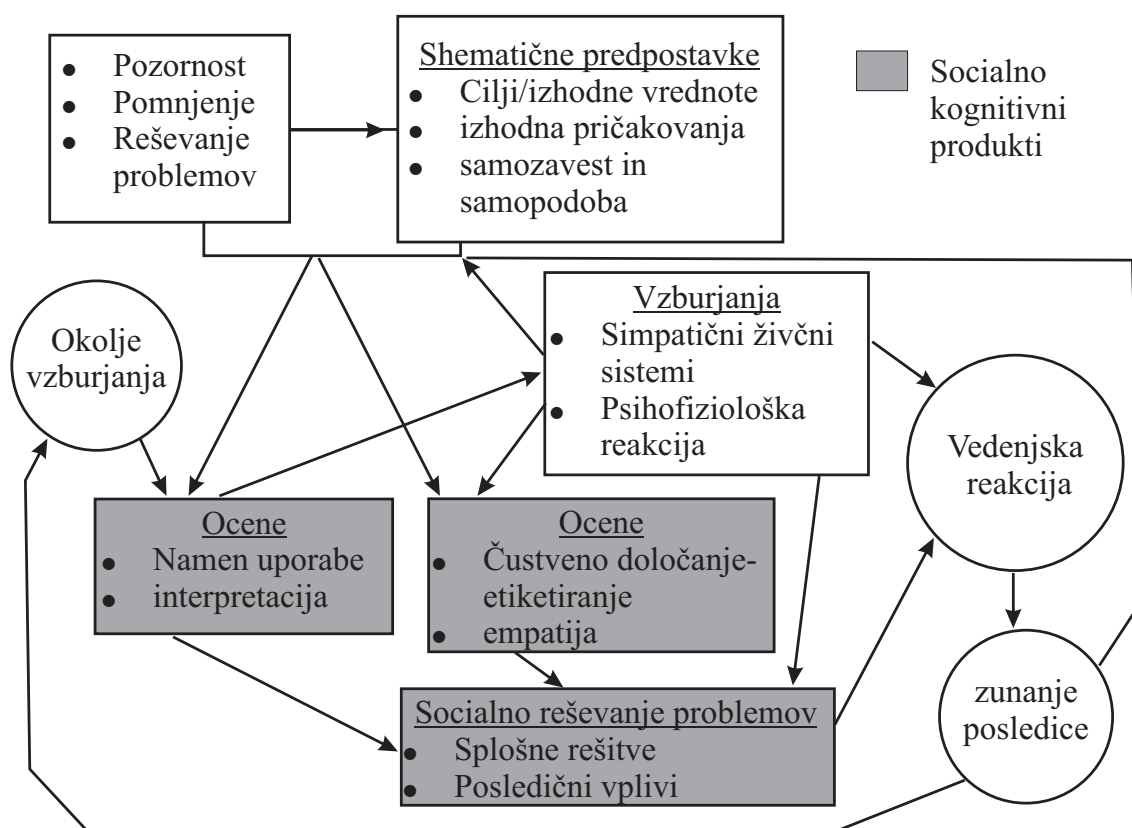 Pozornost
Pomnjenje
Reševanje
problemov
Shematične predpostavke
Cilji/izhodne vrednote
izhodna pričakovanja
samozavest in
samopodoba
Socialno
kognitivni
produkti
Okolje
vzburjanja
Vzburjanja
Simpatični živčni
sistemi
Psihofiziološka
reakcija
Vedenjska
reakcija
Ocene
Namen uporabe
interpretacija
Ocene
Čustveno določanje-
etiketiranje
empatija
zunanje
posledice
Socialno reševanje problemov
Splošne rešitve
Posledični vplivi